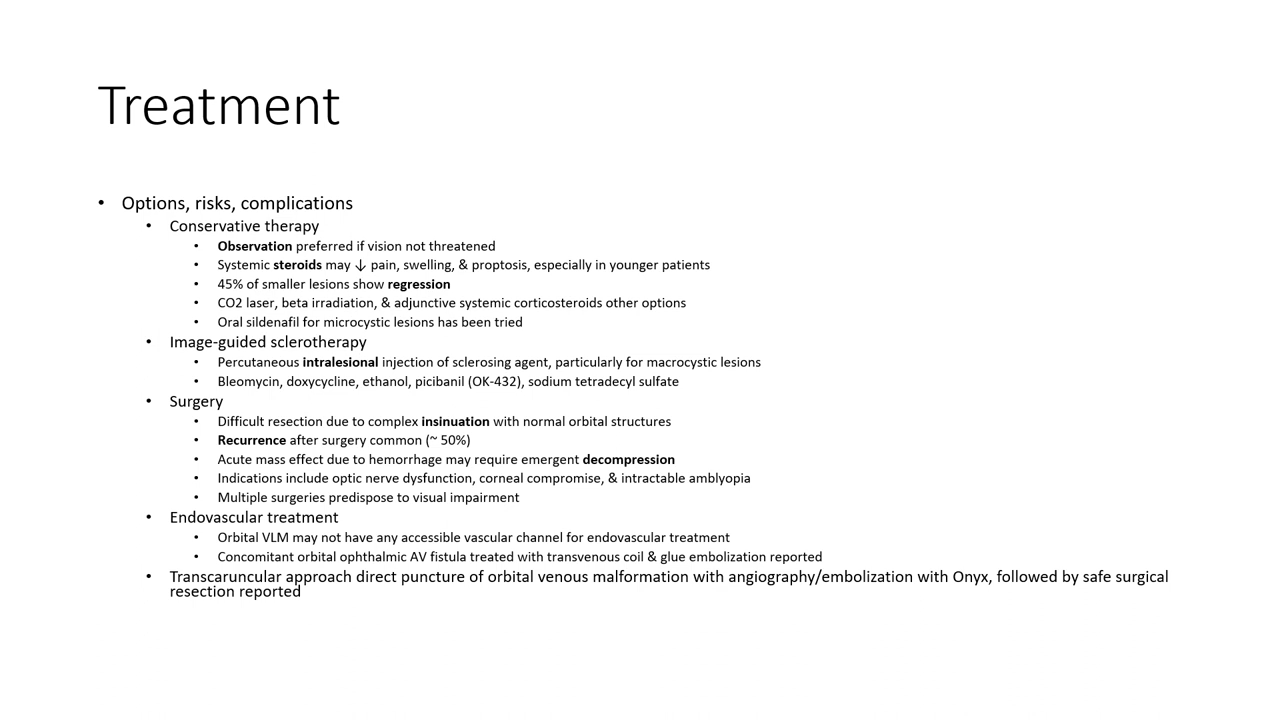 Treatment
• Options, risks, complications
• Conservative therapy
• Observation preferred if vision not threatened
• Systemic steroids may ↓ pain, swelling, & proptosis, especially in younger patients
• 45% of smaller lesions show regression
• CO2 laser, beta irradiation, & adjunctive systemic corticosteroids other options
• Oral sildenafil for microcystic lesions has been tried
• Image-guided sclerotherapy
• Percutaneous intralesional injection of sclerosing agent, particularly for macrocystic lesions
• Bleomycin, doxycycline, ethanol, picibanil (OK-432), sodium tetradecyl sulfate
• Surgery
• Difficult resection due to complex insinuation with normal orbital structures
• Recurrence after surgery common (~ 50%)
• Acute mass effect due to hemorrhage may require emergent decompression
• Indications include optic nerve dysfunction, corneal compromise, & intractable amblyopia
• Multiple surgeries predispose to visual impairment
• Endovascular treatment
• Orbital VLM may not have any accessible vascular channel for endovascular treatment
• Concomitant orbital ophthalmic AV fistula treated with transvenous coil & glue embolization reported
• Transcaruncular approach direct puncture of orbital venous malformation with angiography/embolization with Onyx, followed by safe surgical
resection reported